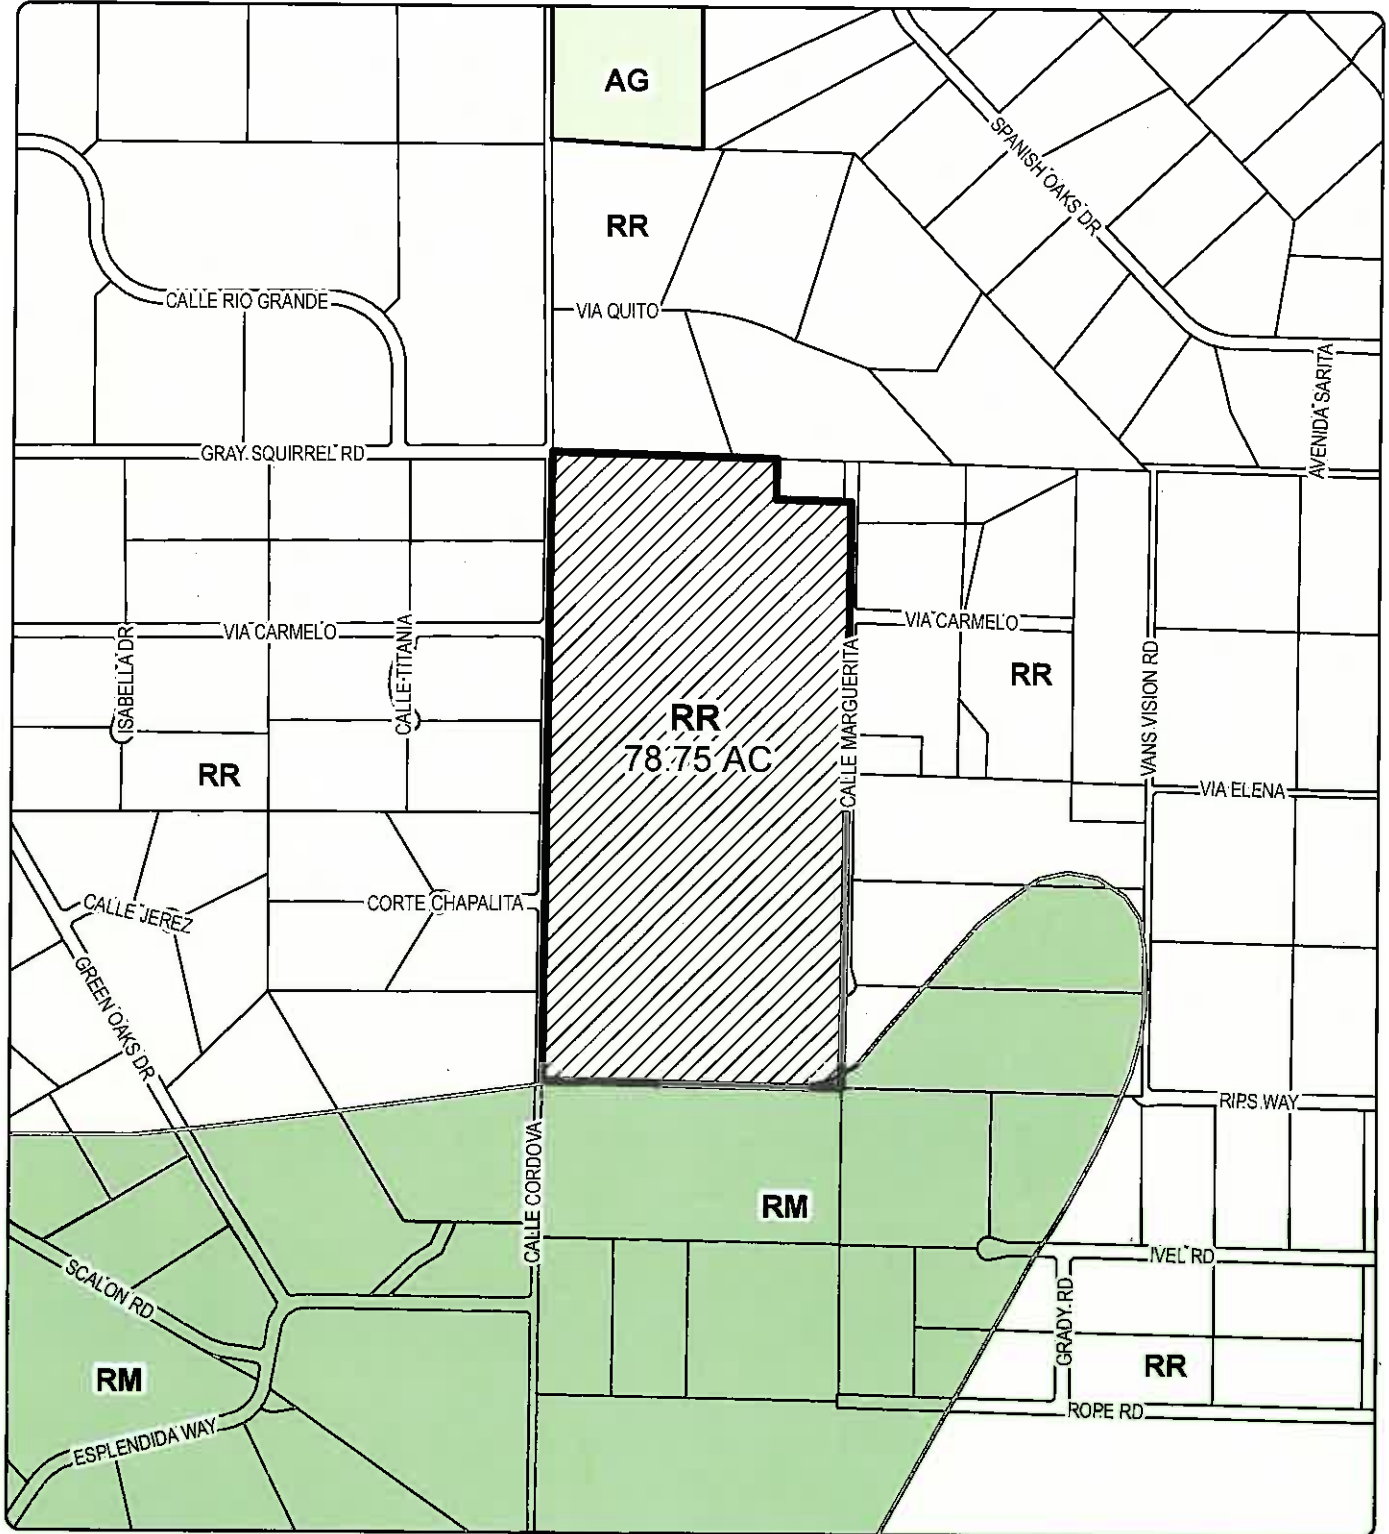 AG
SPANISH OAKS DR
RR
CALLE RIO GRANDE
VIA QUITO
AVENIDA SARITA
GRAY SQUIRREL RD
VIA CARMELO
ISABELLA DR
CALLE TITANIA
VIA CARMELO
CALLE MARGUERITA
VANS VISION RD
RR
RR
78.75 AC
RR
VIA ELENA
CALLE JEREZ
CORTE CHAPALITA
GREEN OAKS DR
RIPS WAY
CALLE CORDOVA
RM
IVEL RD
SCALON RD
GRADY RD
RM
RR
ROPE RD
ESPLENDIDA WAY